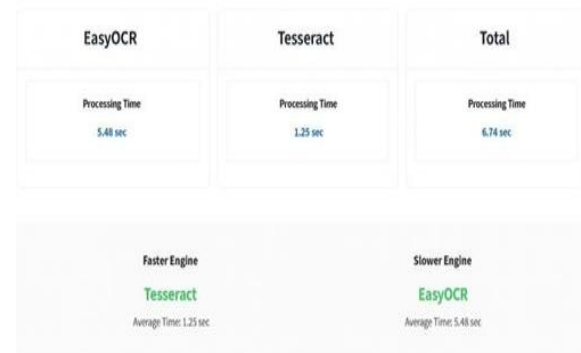 EasyOCR
Tesseract
Total
Processing Time
Processing Time
Processing Time
5.48 sec
1.25 sec
6.74 sec
Faster Engine
Slower Engine
Tesseract
EasyOCR
Average Time: 1.25 sec
Average Time: 5.48 sec